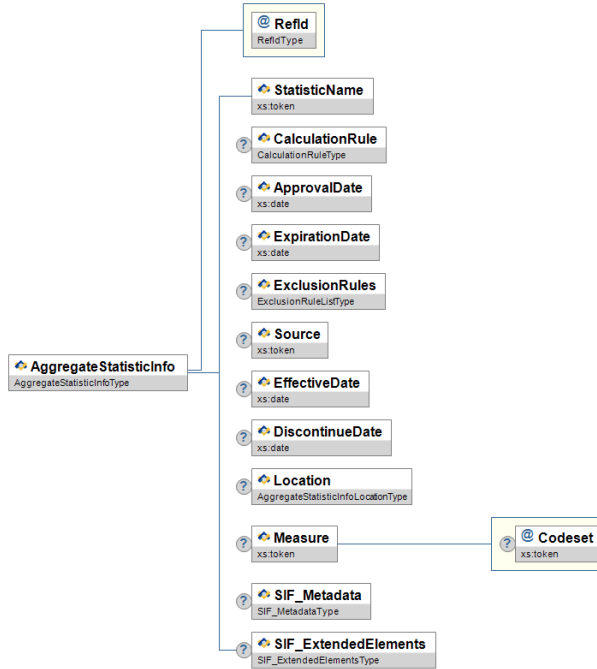 @ RefId
RefIdType
StatisticName
xs:token
? CalculationRule
CalculationRuleType
? ApprovalDate
xs:date
? ExpirationDate
xs:date
? ExclusionRules
ExclusionRuleListType
? Source
xs:token
AggregateStatisticInfo
AggregateStatisticInfoType
? EffectiveDate
xs:date
? DiscontinueDate
xs:date
? Location
AggregateStatisticInfoLocationType
? Measure
xs:token
? @ Codeset
xs:token
? SIF_Metadata
SIF_MetadataType
? SIF_ExtendedElements
SIF_ExtendedElementsType